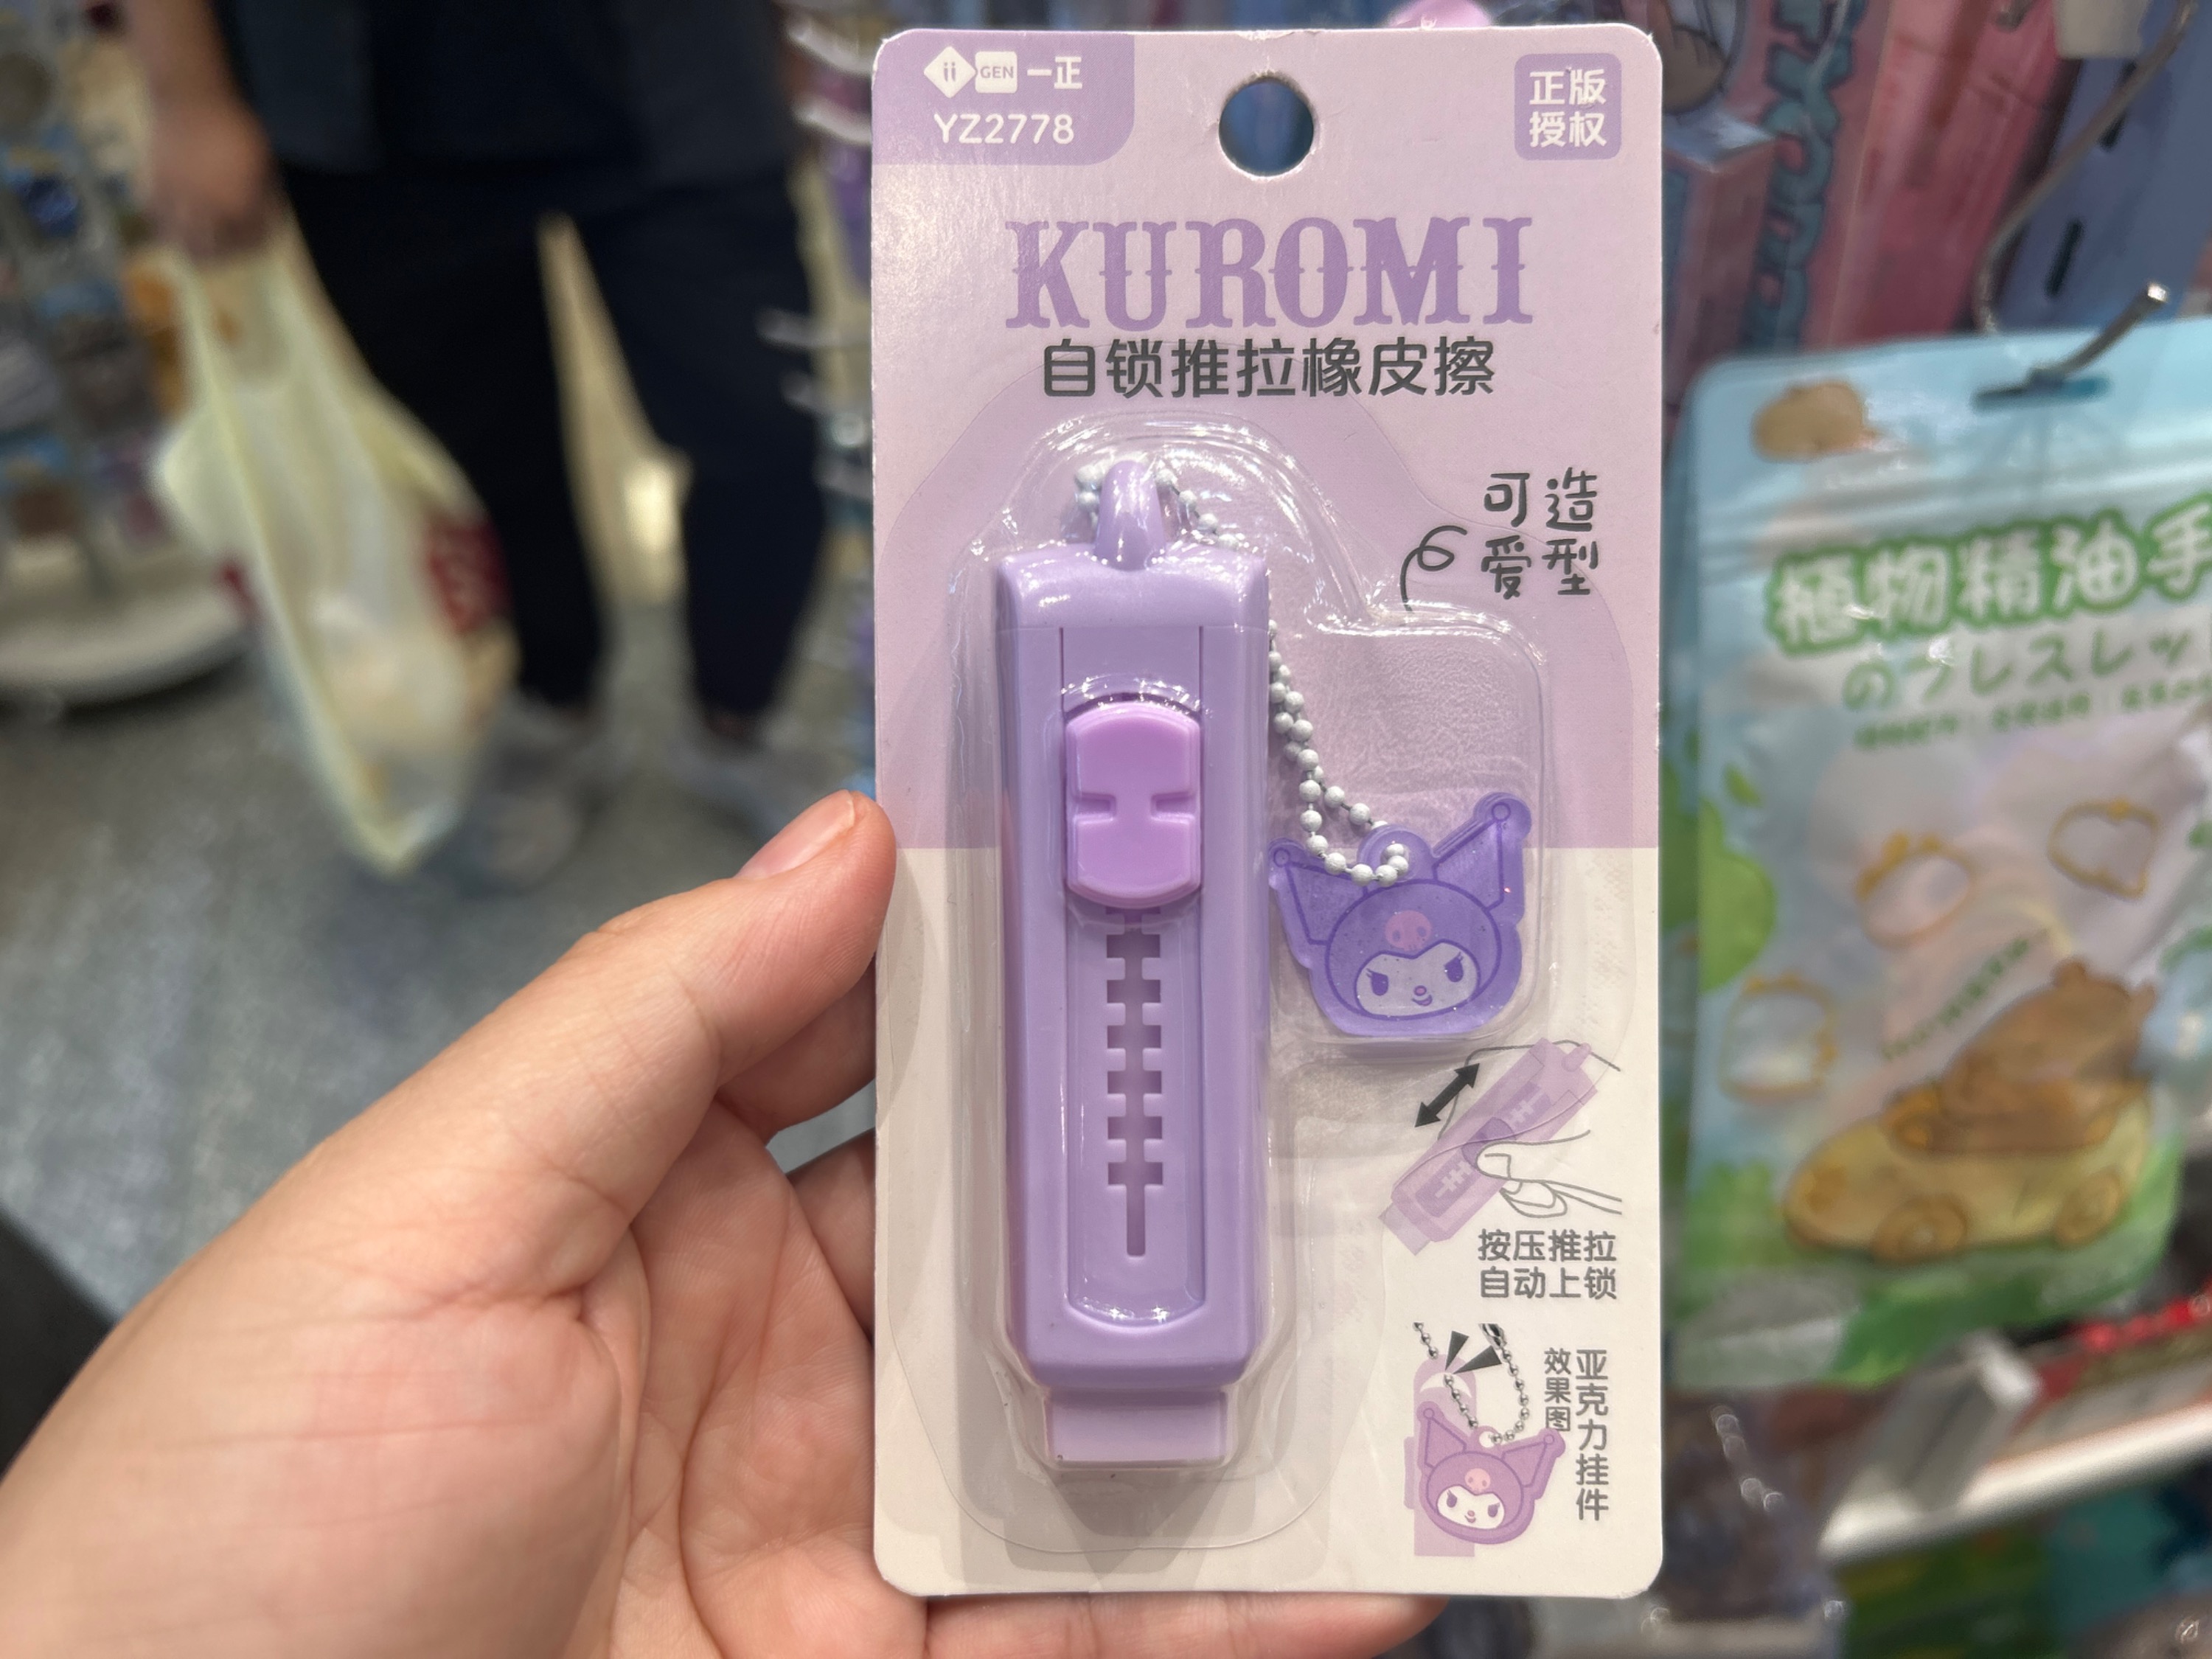 ii GEN 一正
YZ2778
正版
授权
KUROMI
自锁推拉橡皮擦
可爱
造型
按压推拉
自动上锁
亚克力挂件
效果图
植物精油手
のブレスレッ